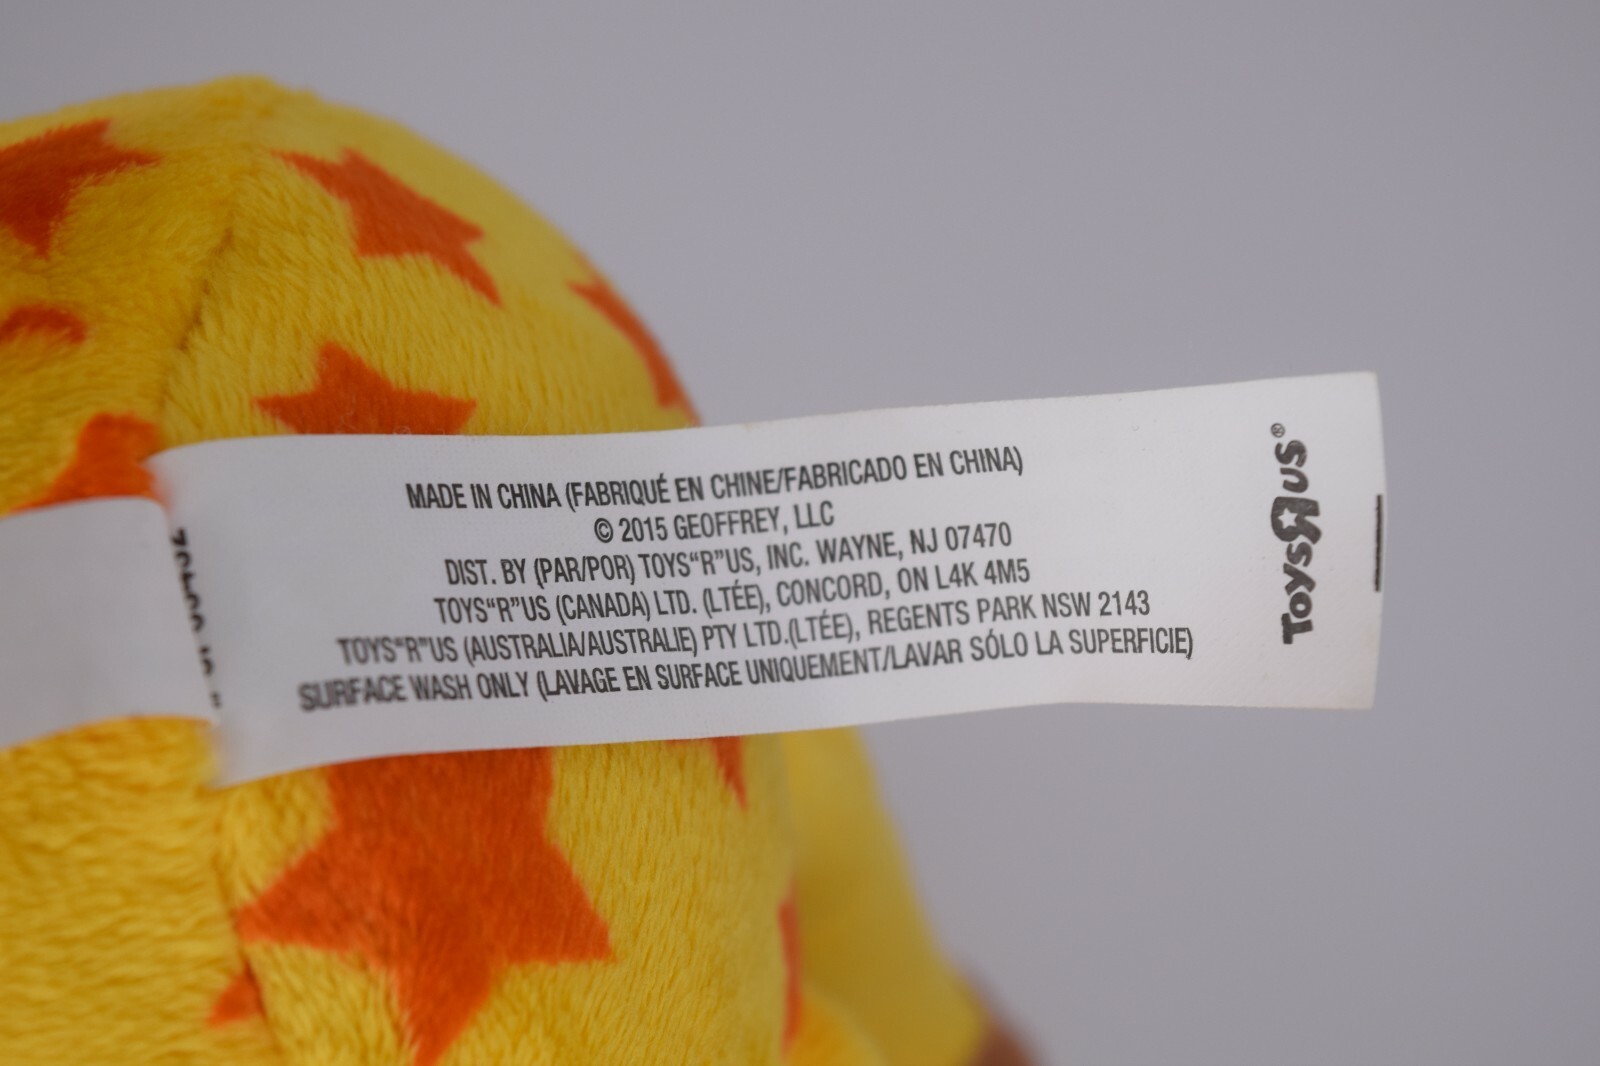 MADE IN CHINA (FABRIQUÉ EN CHINE/FABRICADO EN CHINA)
© 2015 GEOFFREY, LLC
DIST. BY (PAR/POR) TOYS“R”US, INC. WAYNE, NJ 07470
TOYS“R”US (CANADA) LTD. (LTÉE), CONCORD, ON L4K 4M5
TOYS“R”US (AUSTRALIA/AUSTRALIE) PTY LTD.(LTÉE), REGENTS PARK NSW 2143
SURFACE WASH ONLY (LAVAGE EN SURFACE UNIQUEMENT/LAVAR SÓLO LA SUPERFICIE)
ToysRus®